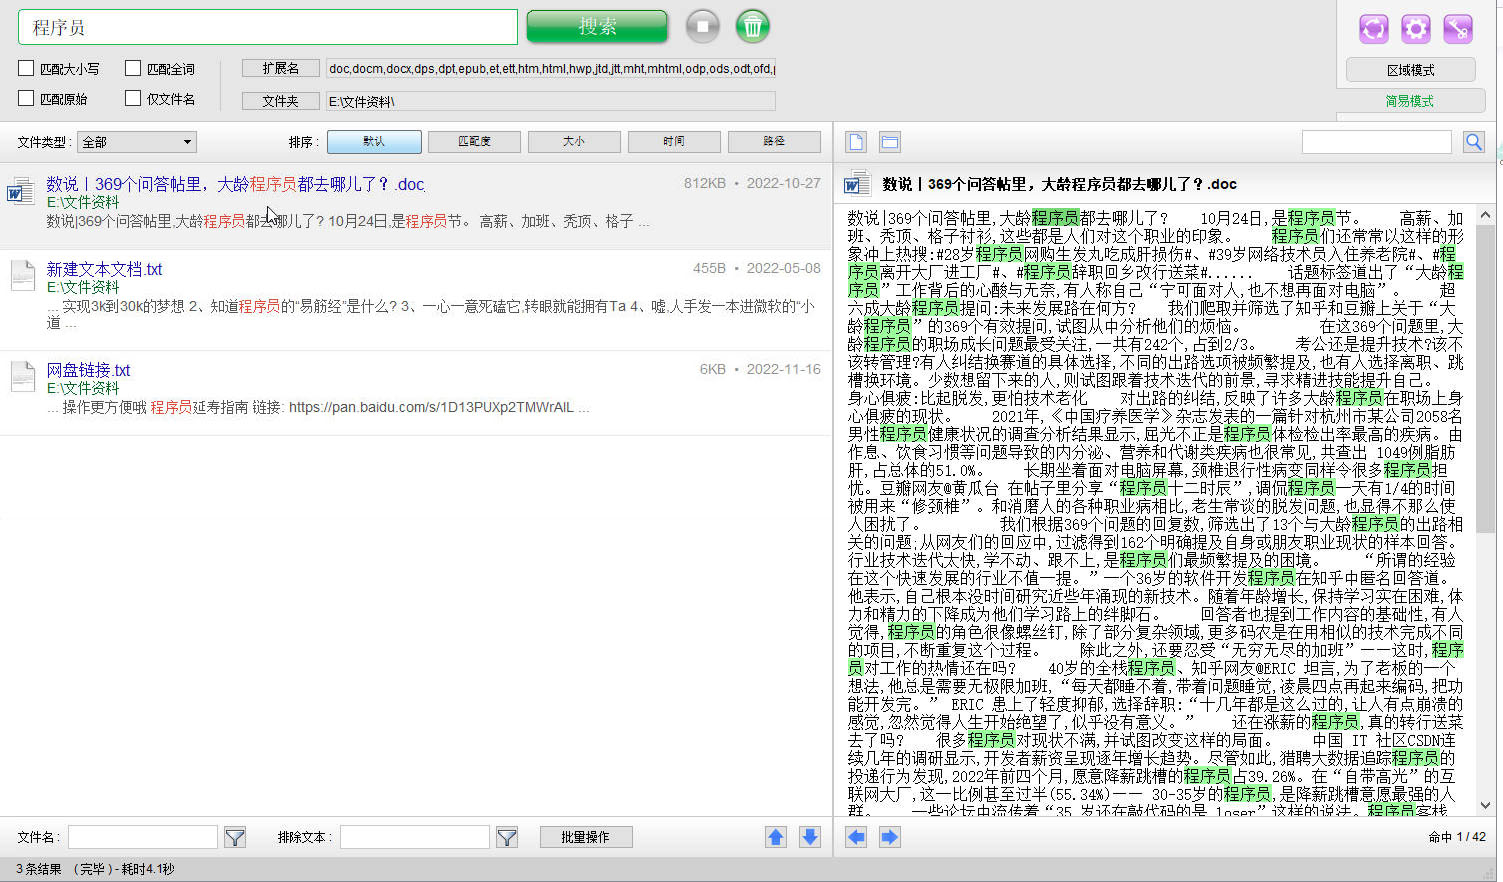 程序员
搜索
匹配大小写
匹配全词
扩展名
doc,docm,docx,dps,dpt,epub,et,ett,htm,html,hwp,jtd,jtt,mht,mhtml,odp,ods,odt,ofd,
区域模式
匹配原始
仅文件名
文件夹
E:\文件资料\
简易模式
文件类型：
全部
排序：
默认
匹配度
大小
时间
路径
数说丨369个问答帖里，大龄程序员都去哪儿了？.doc
812KB • 2022-10-27
E:\文件资料
数说|369个问答帖里,大龄程序员都去哪儿了? 10月24日,是程序员节。 高薪、加班、秃顶、格子 ...
新建文本文档.txt
455B • 2022-05-08
E:\文件资料
... 实现3k到30k的梦想 2、知道程序员的“易筋经”是什么? 3、一心一意死磕它,转眼就能拥有Ta 4、嘘,人手发一本进微软的“小
道 ...
网盘链接.txt
6KB • 2022-11-16
E:\文件资料
... 操作更方便哦 程序员延寿指南 链接: https://pan.baidu.com/s/1D13PUXp2TMWrAIL ...
数说丨369个问答帖里，大龄程序员都去哪儿了？.doc
数说|369个问答帖里,大龄程序员都去哪儿了? 10月24日,是程序员节。 高薪、加
班、秃顶、格子衬衫,这些都是人们对这个职业的印象。 程序员们还常常以这样的形
象冲上热搜:#28岁程序员网购生发丸吃成肝损伤#、#39岁网络技术员入住养老院#、#程
序员离开大厂进工厂#、#程序员辞职回乡改行送菜#...... 话题标签道出了“大龄程
序员”工作背后的心酸与无奈,有人称自己“宁可面对人,也不想再面对电脑”。 超
六成大龄程序员提问:未来发展路在何方? 我们爬取并筛选了知乎和豆瓣上关于“大
龄程序员”的369个有效提问,试图从中分析他们的烦恼。 在这369个问题里,大
龄程序员的职场成长问题最受关注,一共有242个,占到2/3。 考公还是提升技术?该不
该转管理?有人纠结换赛道的具体选择,不同的出路选项被频繁提及,也有人选择离职、跳
槽换环境。少数想留下来的人,则试图跟着技术迭代的前景,寻求精进技能提升自己。
身心俱疲:比起脱发,更怕技术老化 对出路的纠结,反映了许多大龄程序员在职场上身
心俱疲的现状。 2021年,《中国疗养医学》杂志发表的一篇针对杭州市某公司2058名
男性程序员健康状况的调查分析结果显示,屈光不正是程序员体检检出率最高的疾病。由
作息、饮食习惯等问题导致的内分泌、营养和代谢类疾病也很常见,共查出 1049例脂肪
肝,占总体的51.0%。 长期坐着面对电脑屏幕,颈椎退行性病变同样令很多程序员担
忧。豆瓣网友@黄瓜台 在帖子里分享“程序员十二时辰”,调侃程序员一天有1/4的时间
被用来“修颈椎”。和消磨人的各种职业病相比,老生常谈的脱发问题,也显得不那么使
人困扰了。 我们根据369个问题的回复数,筛选出了13个与大龄程序员的出路相
关的问题;从网友们的回应中,过滤得到162个明确提及自身或朋友职业现状的样本回答。
行业技术迭代太快,学不动、跟不上,是程序员们最频繁提及的困境。 “所谓的经验
在这个快速发展的行业不值一提。”一个36岁的软件开发程序员在知乎中匿名回答道。
他表示,自己根本没时间研究近些年涌现的新技术。随着年龄增长,保持学习实在困难,体
力和精力的下降成为他们学习路上的绊脚石。 回答者也提到工作内容的基础性,有人
觉得,程序员的角色很像螺丝钉,除了部分复杂领域,更多码农是在用相似的技术完成不同
的项目,不断重复这个过程。 除此之外,还要忍受“无穷无尽的加班”——这时,程序
员对工作的热情还在吗? 40岁的全栈程序员、知乎网友@ERIC 坦言,为了老板的一个
想法,他总是需要无极限加班,“每天都睡不着,带着问题睡觉,凌晨四点再起来编码,把功
能开发完。” ERIC 患上了轻度抑郁,选择辞职:“十几年都是这么过的,让人有点崩溃的
感觉,忽然觉得人生开始绝望了,似乎没有意义。” 还在涨薪的程序员,真的转行送菜
去了吗? 很多程序员对现状不满,并试图改变这样的局面。 中国 IT 社区CSDN连
续几年的调研显示,开发者薪资呈现逐年增长趋势。尽管如此,猎聘大数据追踪程序员的
投递行为发现,2022年前四个月,愿意降薪跳槽的程序员占39.26%。在“自带高光”的互
联网大厂,这一比例甚至过半(55.34%)—— 30-35岁的程序员,是降薪跳槽意愿最强的人
群。 一些论坛中流传着“35 岁还在敲代码的是 loser”这样的说法。程序员客栈
文件名：
排除文本：
批量操作
命中 1 / 42
3 条结果 （ 完毕 ）- 耗时4.1秒